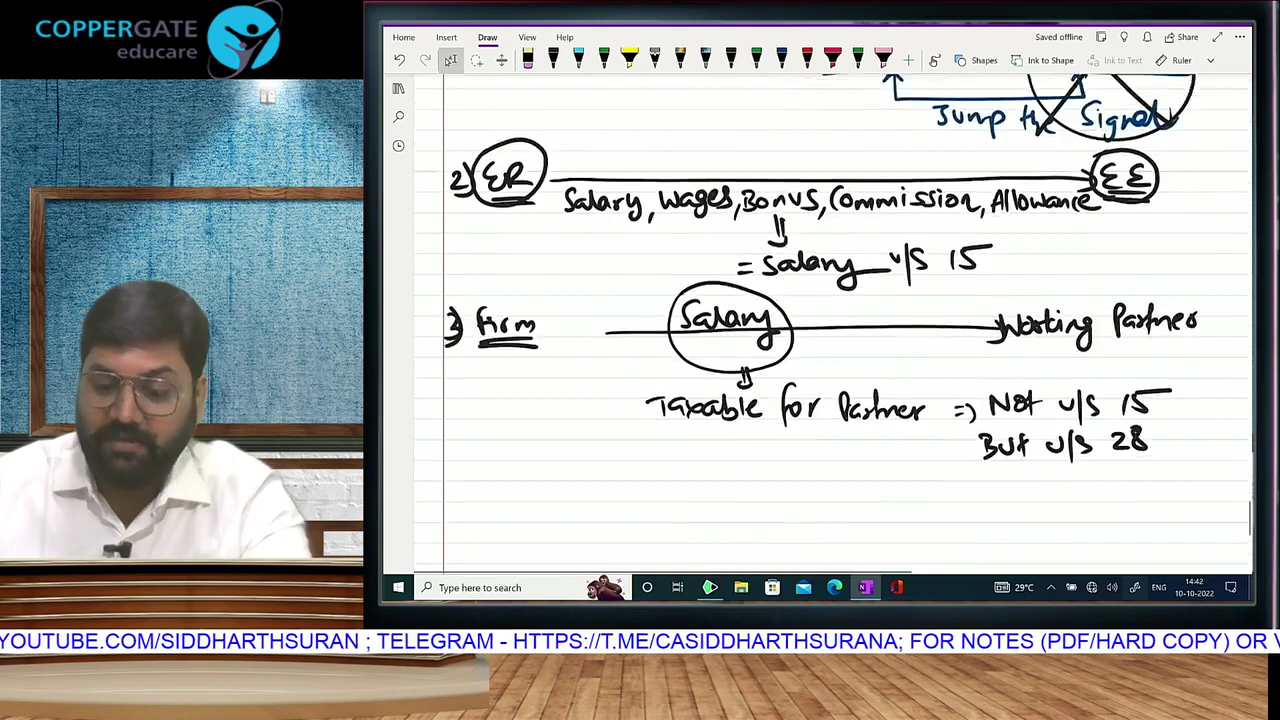 COPPERGATE
educare
Home Insert Draw View Help
Saved offline
Share
Shapes
Ink to Shape
Ink to Text
Ruler
Jump the Signal
2) ER EE
Salary, Wages, Bonus, Commission, Allowance
= Salary u/s 15
3) Firm Salary Working Partner
Taxable for Partner => Not u/s 15
But u/s 28
Type here to search
29°C
ENG
14:42
10-10-2022
YOUTUBE.COM/SIDDHARTHSURAN ; TELEGRAM - HTTPS://T.ME/CASIDDHARTHSURANA; FOR NOTES (PDF/HARD COPY) OR